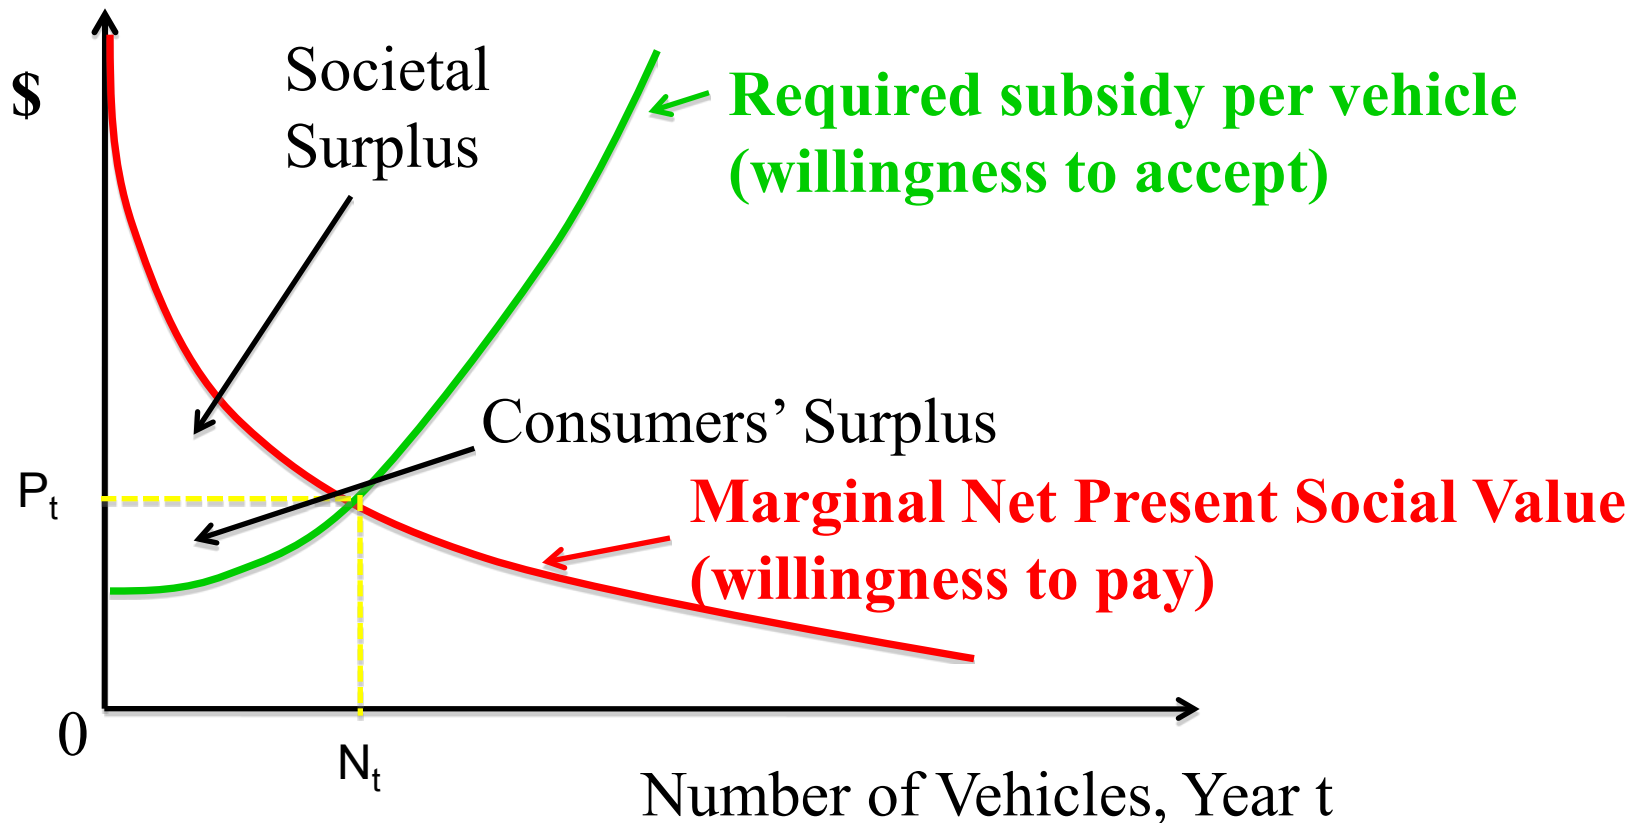 $
Societal
Surplus
Required subsidy per vehicle
(willingness to accept)
Consumers’ Surplus
Pt
Marginal Net Present Social Value
(willingness to pay)
0
Nt
Number of Vehicles, Year t